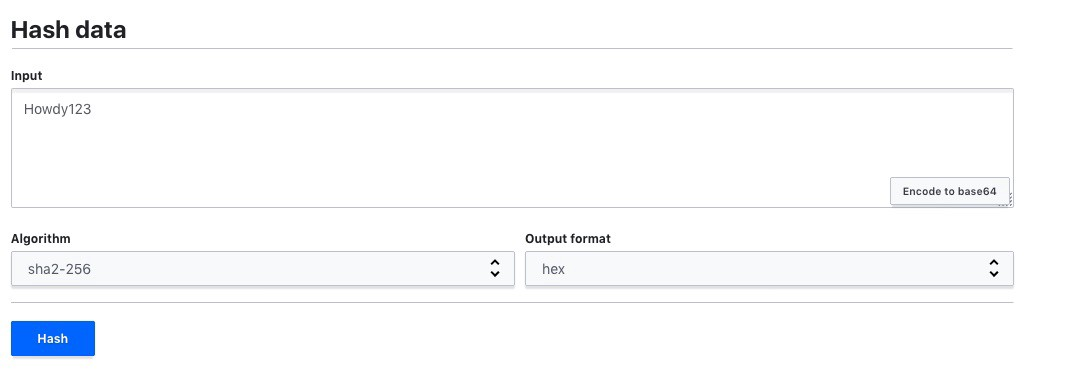 Hash data
Input
Howdy123
Encode to base64
Algorithm
Output format
sha2-256
hex
Hash